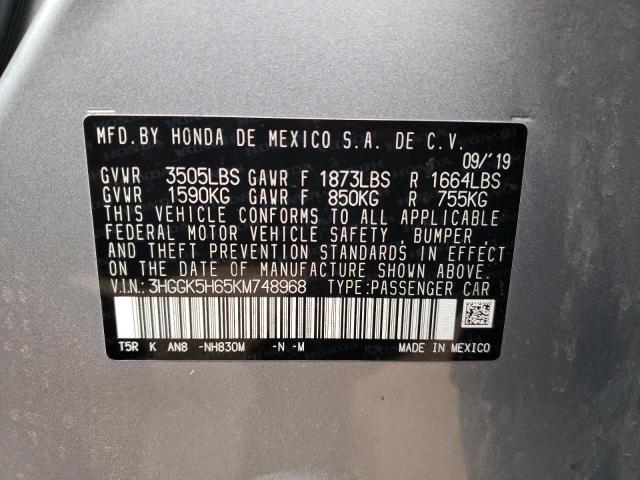 MFD.BY HONDA DE MEXICO S.A. DE C.V.
09/'19
GVWR 3505LBS GAWR F 1873LBS R 1664LBS
GVWR 1590KG GAWR F 850KG R 755KG
THIS VEHICLE CONFORMS TO ALL APPLICABLE
FEDERAL MOTOR VEHICLE SAFETY, BUMPER,
AND THEFT PREVENTION STANDARDS IN EFFECT
ON THE DATE OF MANUFACTURE SHOWN ABOVE.
V.I.N.: 3HGGK5H65KM748968 TYPE:PASSENGER CAR
T5R K AN8 -NH830M -N -M MADE IN MEXICO